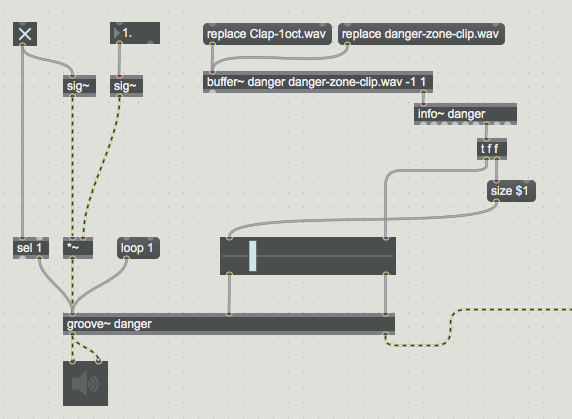 1.
replace Clap-1oct.wav
replace danger-zone-clip.wav
sig~
sig~
buffer~ danger danger-zone-clip.wav -1 1
info~ danger
t f f
size $1
sel 1
*~
loop 1
groove~ danger